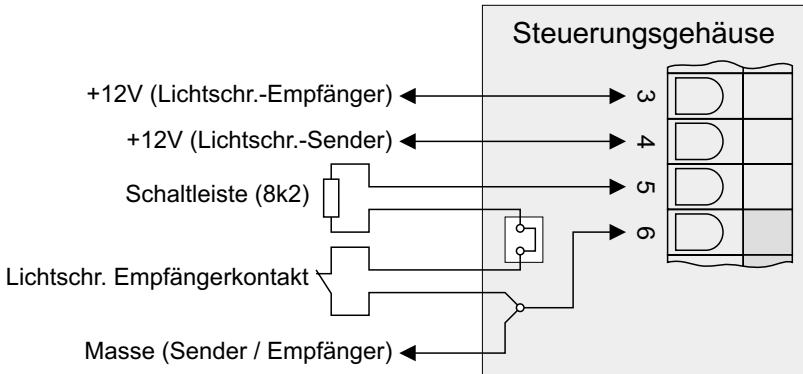 Steuerungsgehäuse
+12V (Lichtschr.-Empfänger)
3
+12V (Lichtschr.-Sender)
4
Schaltleiste (8k2)
5
6
Lichtschr. Empfängerkontakt
Masse (Sender / Empfänger)